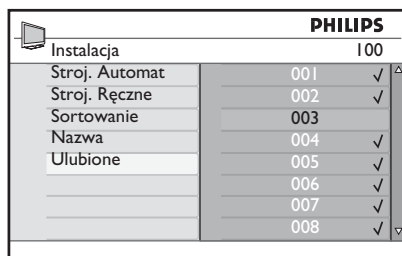 PHILIPS
Instalacja 100
Stroj. Automat 001 √
Stroj. Ręczne 002 √
Sortowanie 003
Nazwa 004 √
Ulubione 005 √
006 √
007 √
008 √